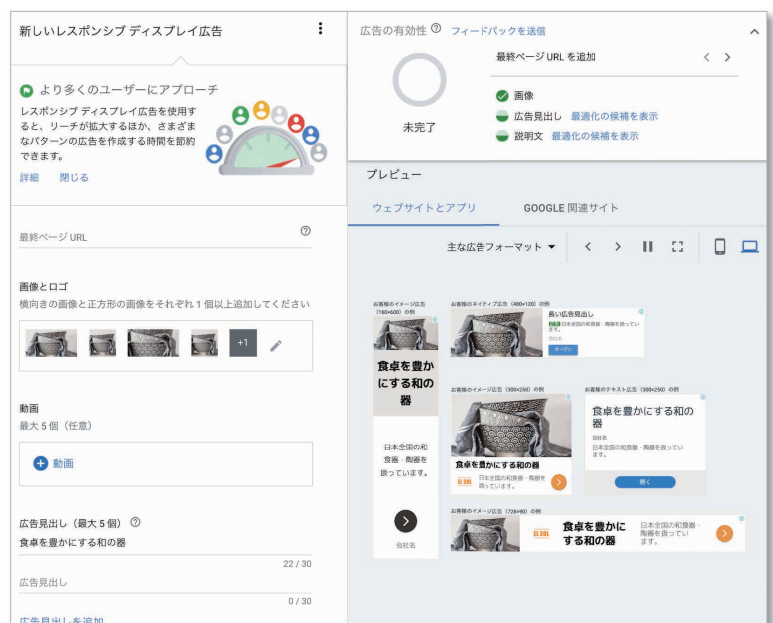 新しいレスポンシブ ディスプレイ広告
より多くのユーザーにアプローチ
レスポンシブ ディスプレイ広告を使用す
ると、リーチが拡大するほか、さまざま
なパターンの広告を作成する時間を節約
できます。
詳細 閉じる
最終ページ URL
画像とロゴ
横向きの画像と正方形の画像をそれぞれ 1 個以上追加してください
+1
動画
最大 5 個（任意）
動画
広告見出し（最大 5 個）
食卓を豊かにする和の器
22 / 30
広告見出し
0 / 30
広告見出しを追加
広告の有効性 フィードバックを送信
未完了
最終ページ URL を追加
画像
広告見出し 最適化の候補を表示
説明文 最適化の候補を表示
プレビュー
ウェブサイトとアプリ GOOGLE 関連サイト
主な広告フォーマット
お客様のイメージ広告
(160×600) の例
食卓を豊か
にする和の
器
日本全国の和
食器・陶器を
扱っています。
会社名
お客様のネイティブ広告 (480×120) の例
長い広告見出し
広告 日本全国の和食器・陶器を扱ってい
ます。
会社名
オープン
お客様のイメージ広告 (300×250) の例
食卓を豊かにする和の器
EL SOL
日本全国の和食器・陶器を
扱っています。
お客様のテキスト広告 (300×250) の例
食卓を豊かにする和の
器
会社名
日本全国の和食器・陶器を扱ってい
ます。
開く
お客様のイメージ広告 (728×90) の例
EL SOL
食卓を豊かに
する和の器
日本全国の和食器・
陶器を扱ってい
ます。